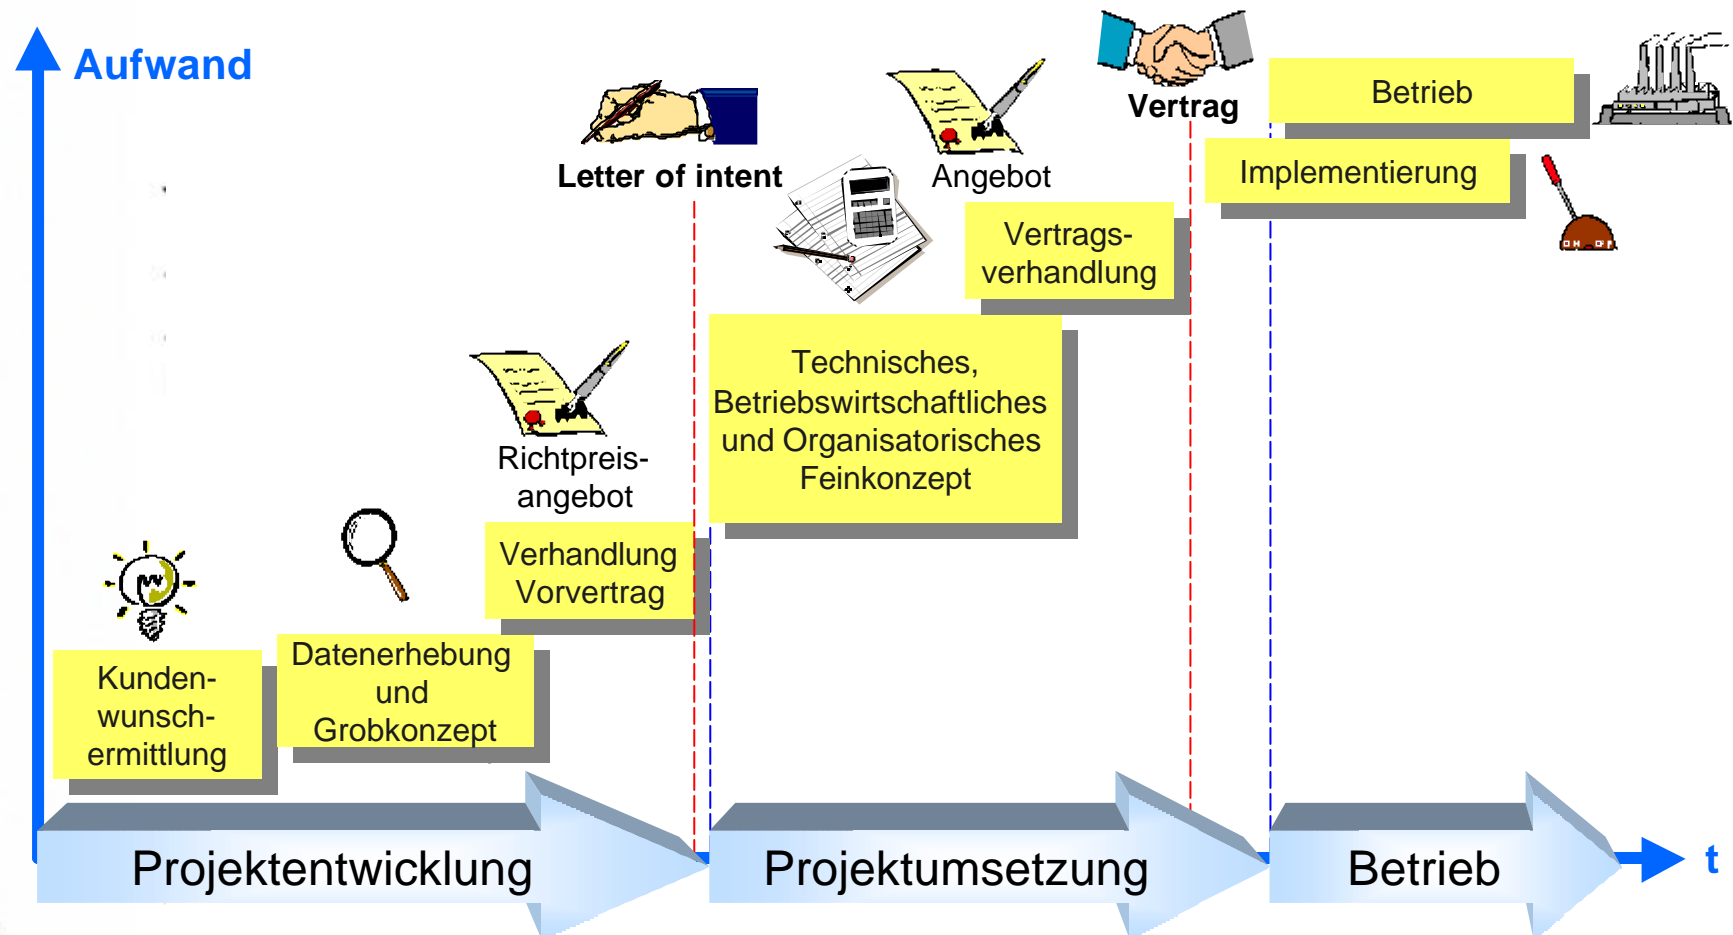 Aufwand
Letter of intent
Angebot
Vertrag
Betrieb
Implementierung
Vertrags-
verhandlung
Technisches,
Betriebswirtschaftliches
und Organisatorisches
Feinkonzept
Richtpreis-
angebot
Verhandlung
Vorvertrag
Datenerhebung
und
Grobkonzept
Kunden-
wunsch-
ermittlung
Projektentwicklung
Projektumsetzung
Betrieb
t